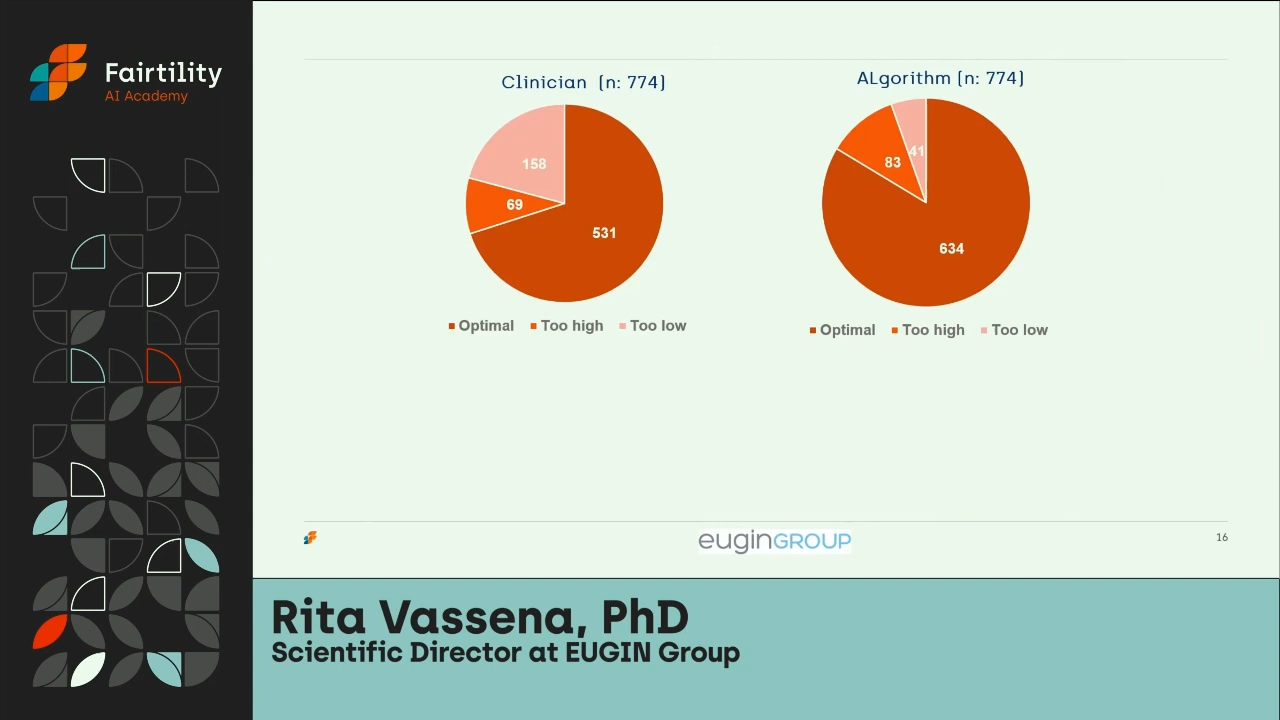 Fairtility
AI Academy
Clinician (n: 774)
158
69
531
Optimal Too high Too low
ALgorithm (n: 774)
41
83
634
Optimal Too high Too low
euginGROUP
16
Rita Vassena, PhD
Scientific Director at EUGIN Group